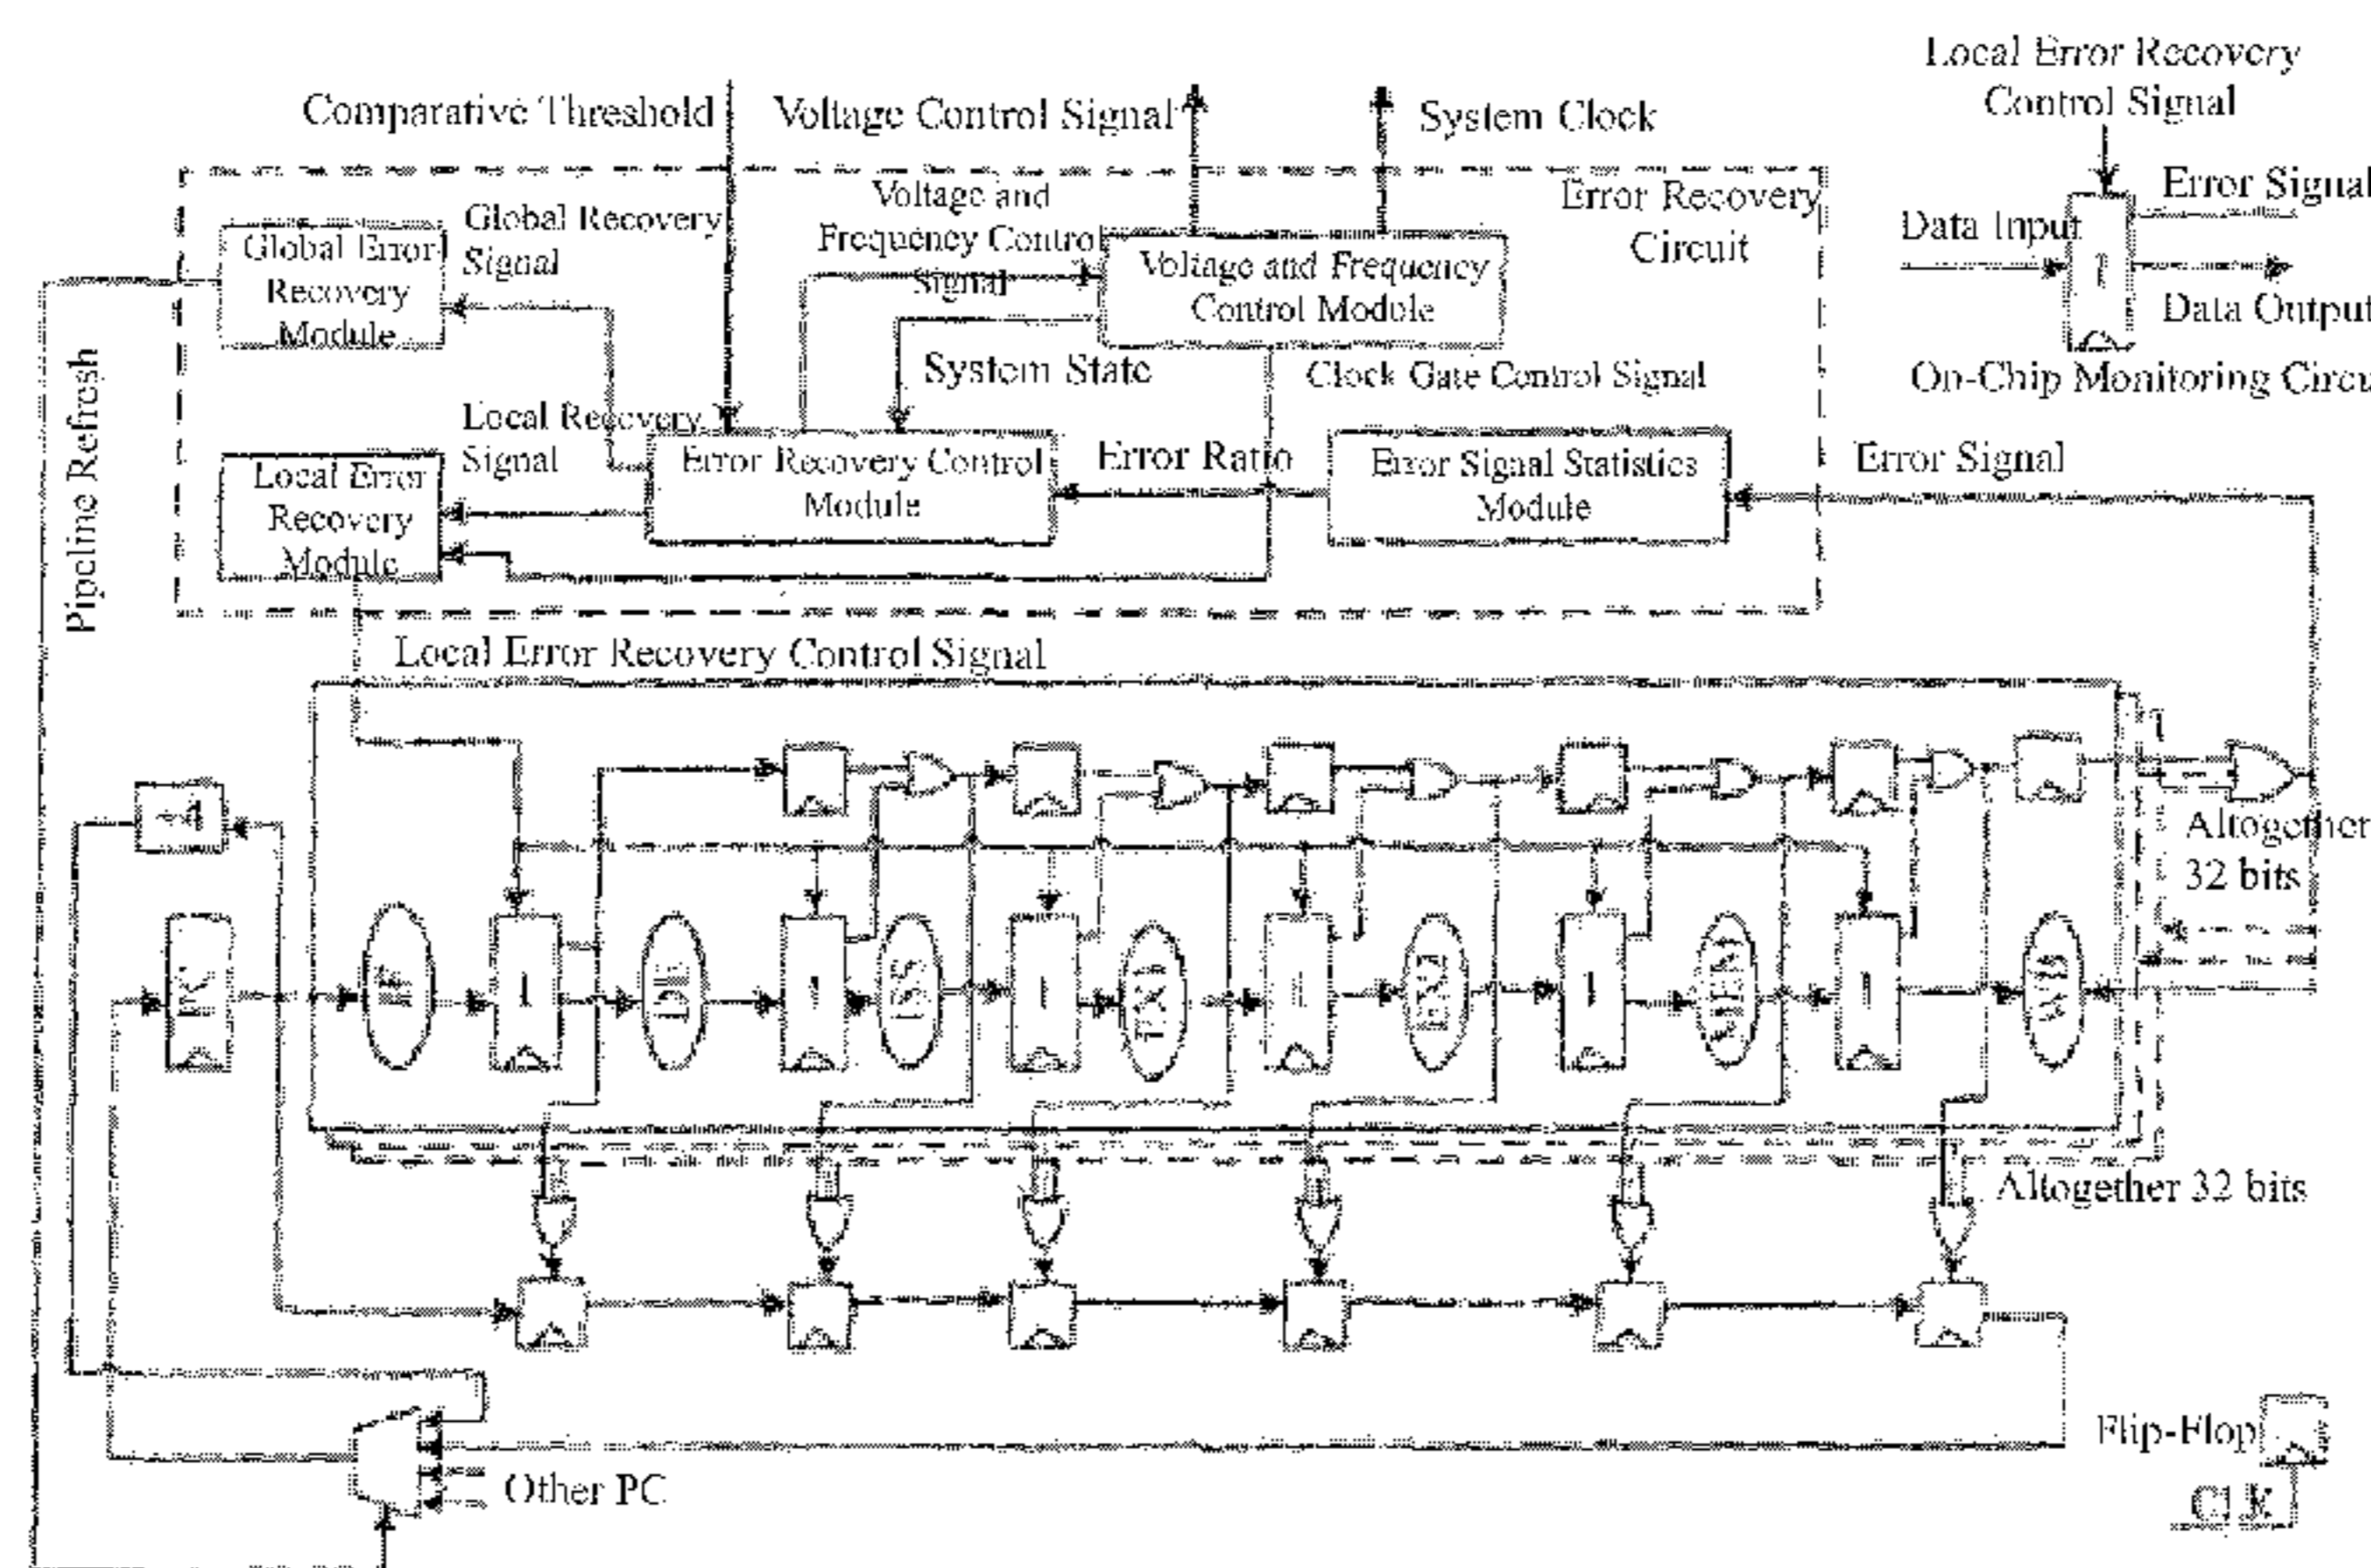 Local Error Recovery
Control Signal
Comparative Threshold
Voltage Control Signal
System Clock
Error Signal
Data Input
Data Output
On-Chip Monitoring
Error Recovery
Circuit
Voltage and
Frequency Control
Signal
Global Recovery
Signal
Global Error
Recovery
Module
Voltage and Frequency
Control Module
System State
Clock Gate Control Signal
Pipeline Refresh
Local Recovery
Signal
Local Error
Recovery
Module
Error Recovery Control
Module
Error Ratio
Error Signal Statistics
Module
Error Signal
Local Error Recovery Control Signal
Altogether
32 bits
Altogether 32 bits
Other PC
Flip-Flop
CLK